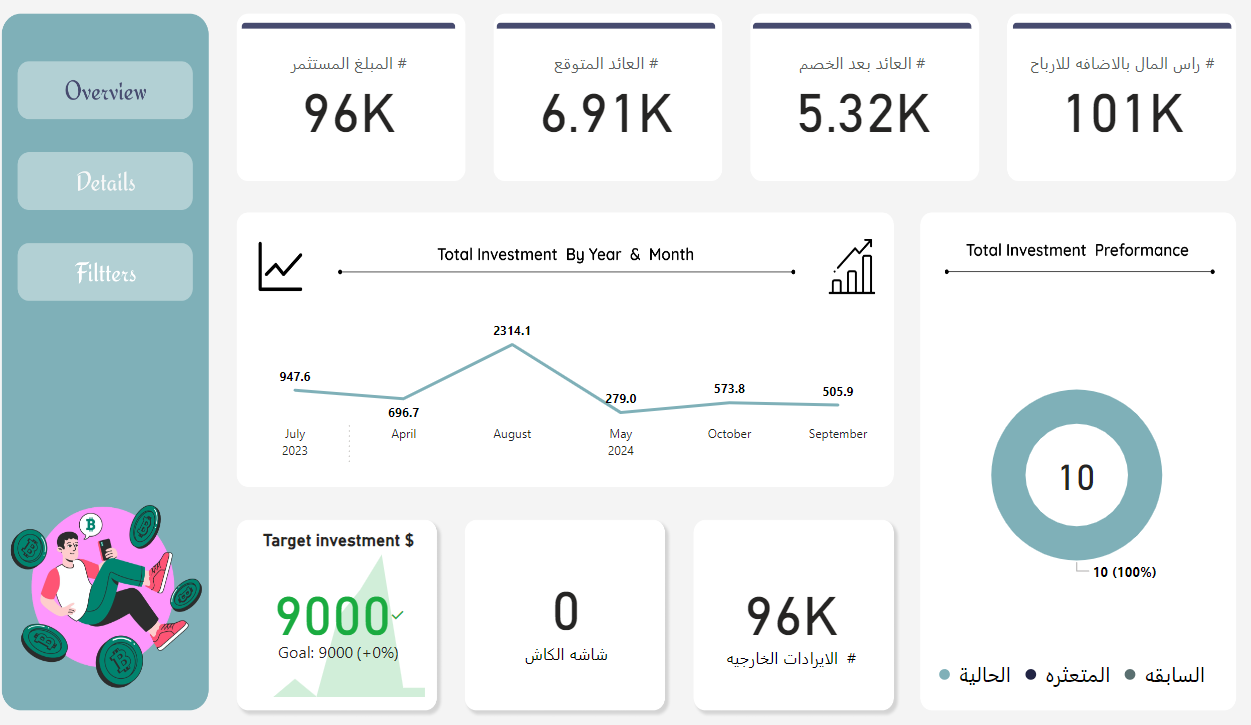 Overview
Details
Filtters
# المبلغ المستثمر
96K
# العائد المتوقع
6.91K
# العائد بعد الخصم
5.32K
# راس المال بالاضافه للارباح
101K
Total Investment By Year & Month
947.6
696.7
2314.1
279.0
573.8
505.9
July
April
August
May
October
September
2023
2024
Total Investment Preformance
10
10 (100%)
الحالية
المتعثره
السابقه
Target investment $
9000
Goal: 9000 (+0%)
0
شاشه الكاش
96K
# الايرادات الخارجيه